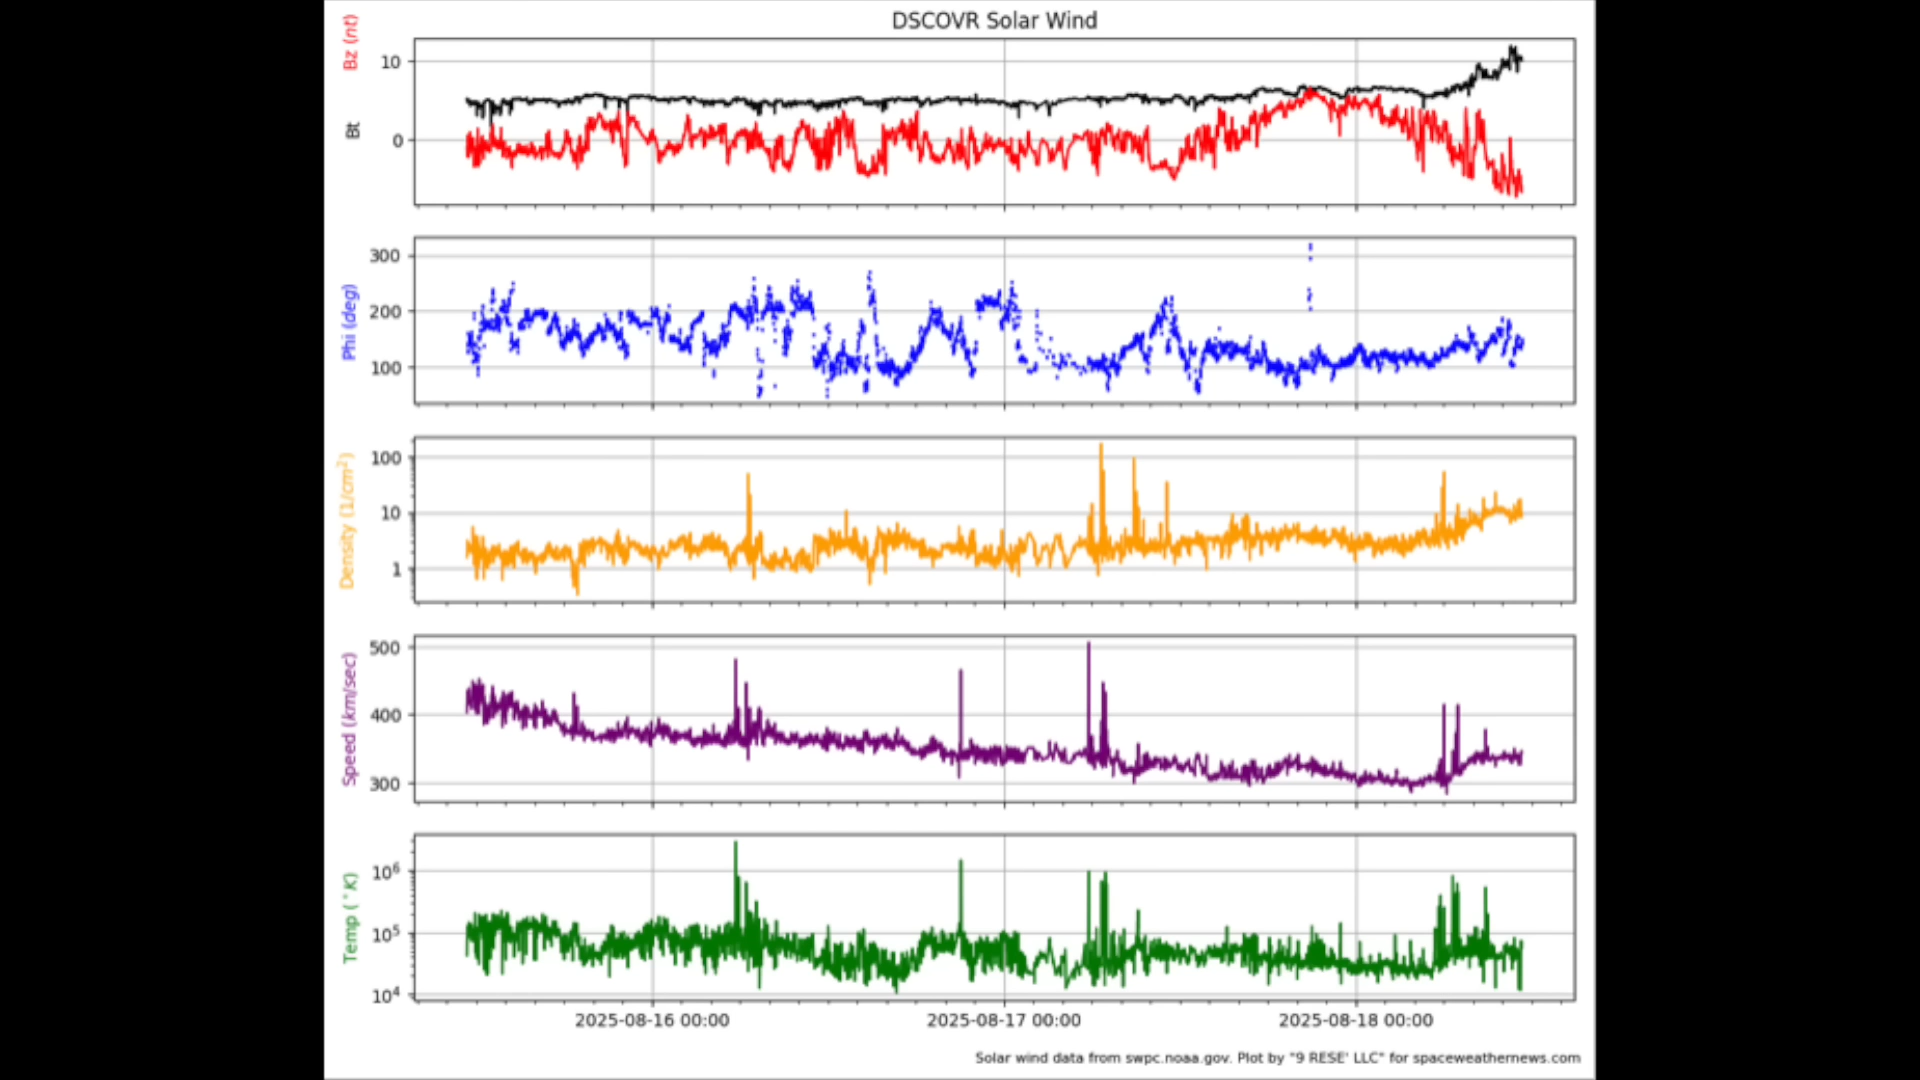 DSCOVR Solar Wind
Bz (nt)
Bt
10
0
Phi (deg)
300
200
100
Density (1/cm²)
100
10
1
Speed (km/sec)
500
400
300
Temp (°K)
10⁶
10⁵
10⁴
2025-08-16 00:00 2025-08-17 00:00 2025-08-18 00:00
Solar wind data from swpc.noaa.gov. Plot by "9 RESE' LLC" for spaceweathernews.com